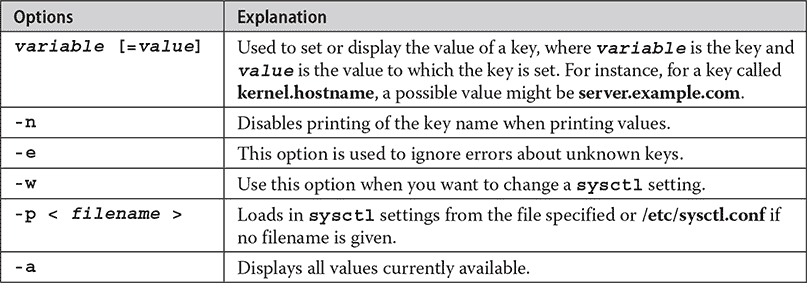 Options Explanation
variable [=value] Used to set or display the value of a key, where variable is the key and
value is the value to which the key is set. For instance, for a key called
kernel.hostname, a possible value might be server.example.com.
-n Disables printing of the key name when printing values.
-e This option is used to ignore errors about unknown keys.
-w Use this option when you want to change a sysctl setting.
-p < filename > Loads in sysctl settings from the file specified or /etc/sysctl.conf if
no filename is given.
-a Displays all values currently available.